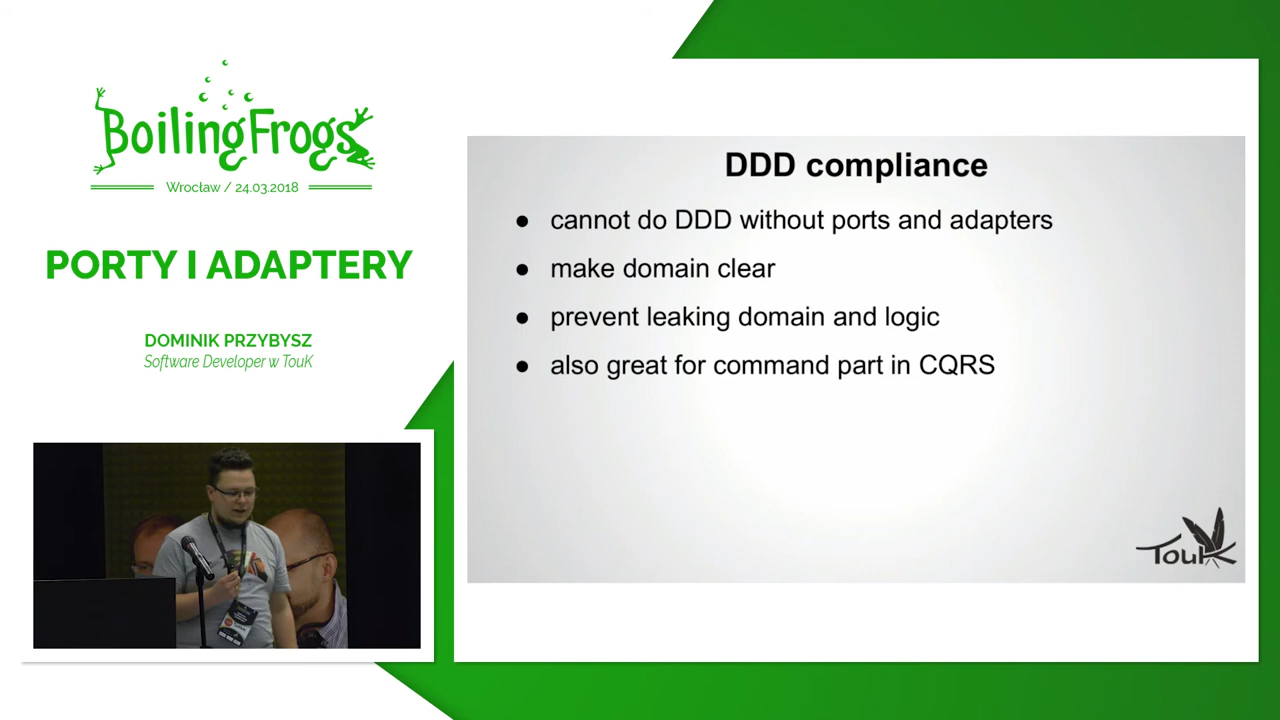 BoilingFrogs
Wrocław / 24.03.2018
PORTY I ADAPTERY
DOMINIK PRZYBYSZ
Software Developer w TouK
DDD compliance
● cannot do DDD without ports and adapters
● make domain clear
● prevent leaking domain and logic
● also great for command part in CQRS
TouK